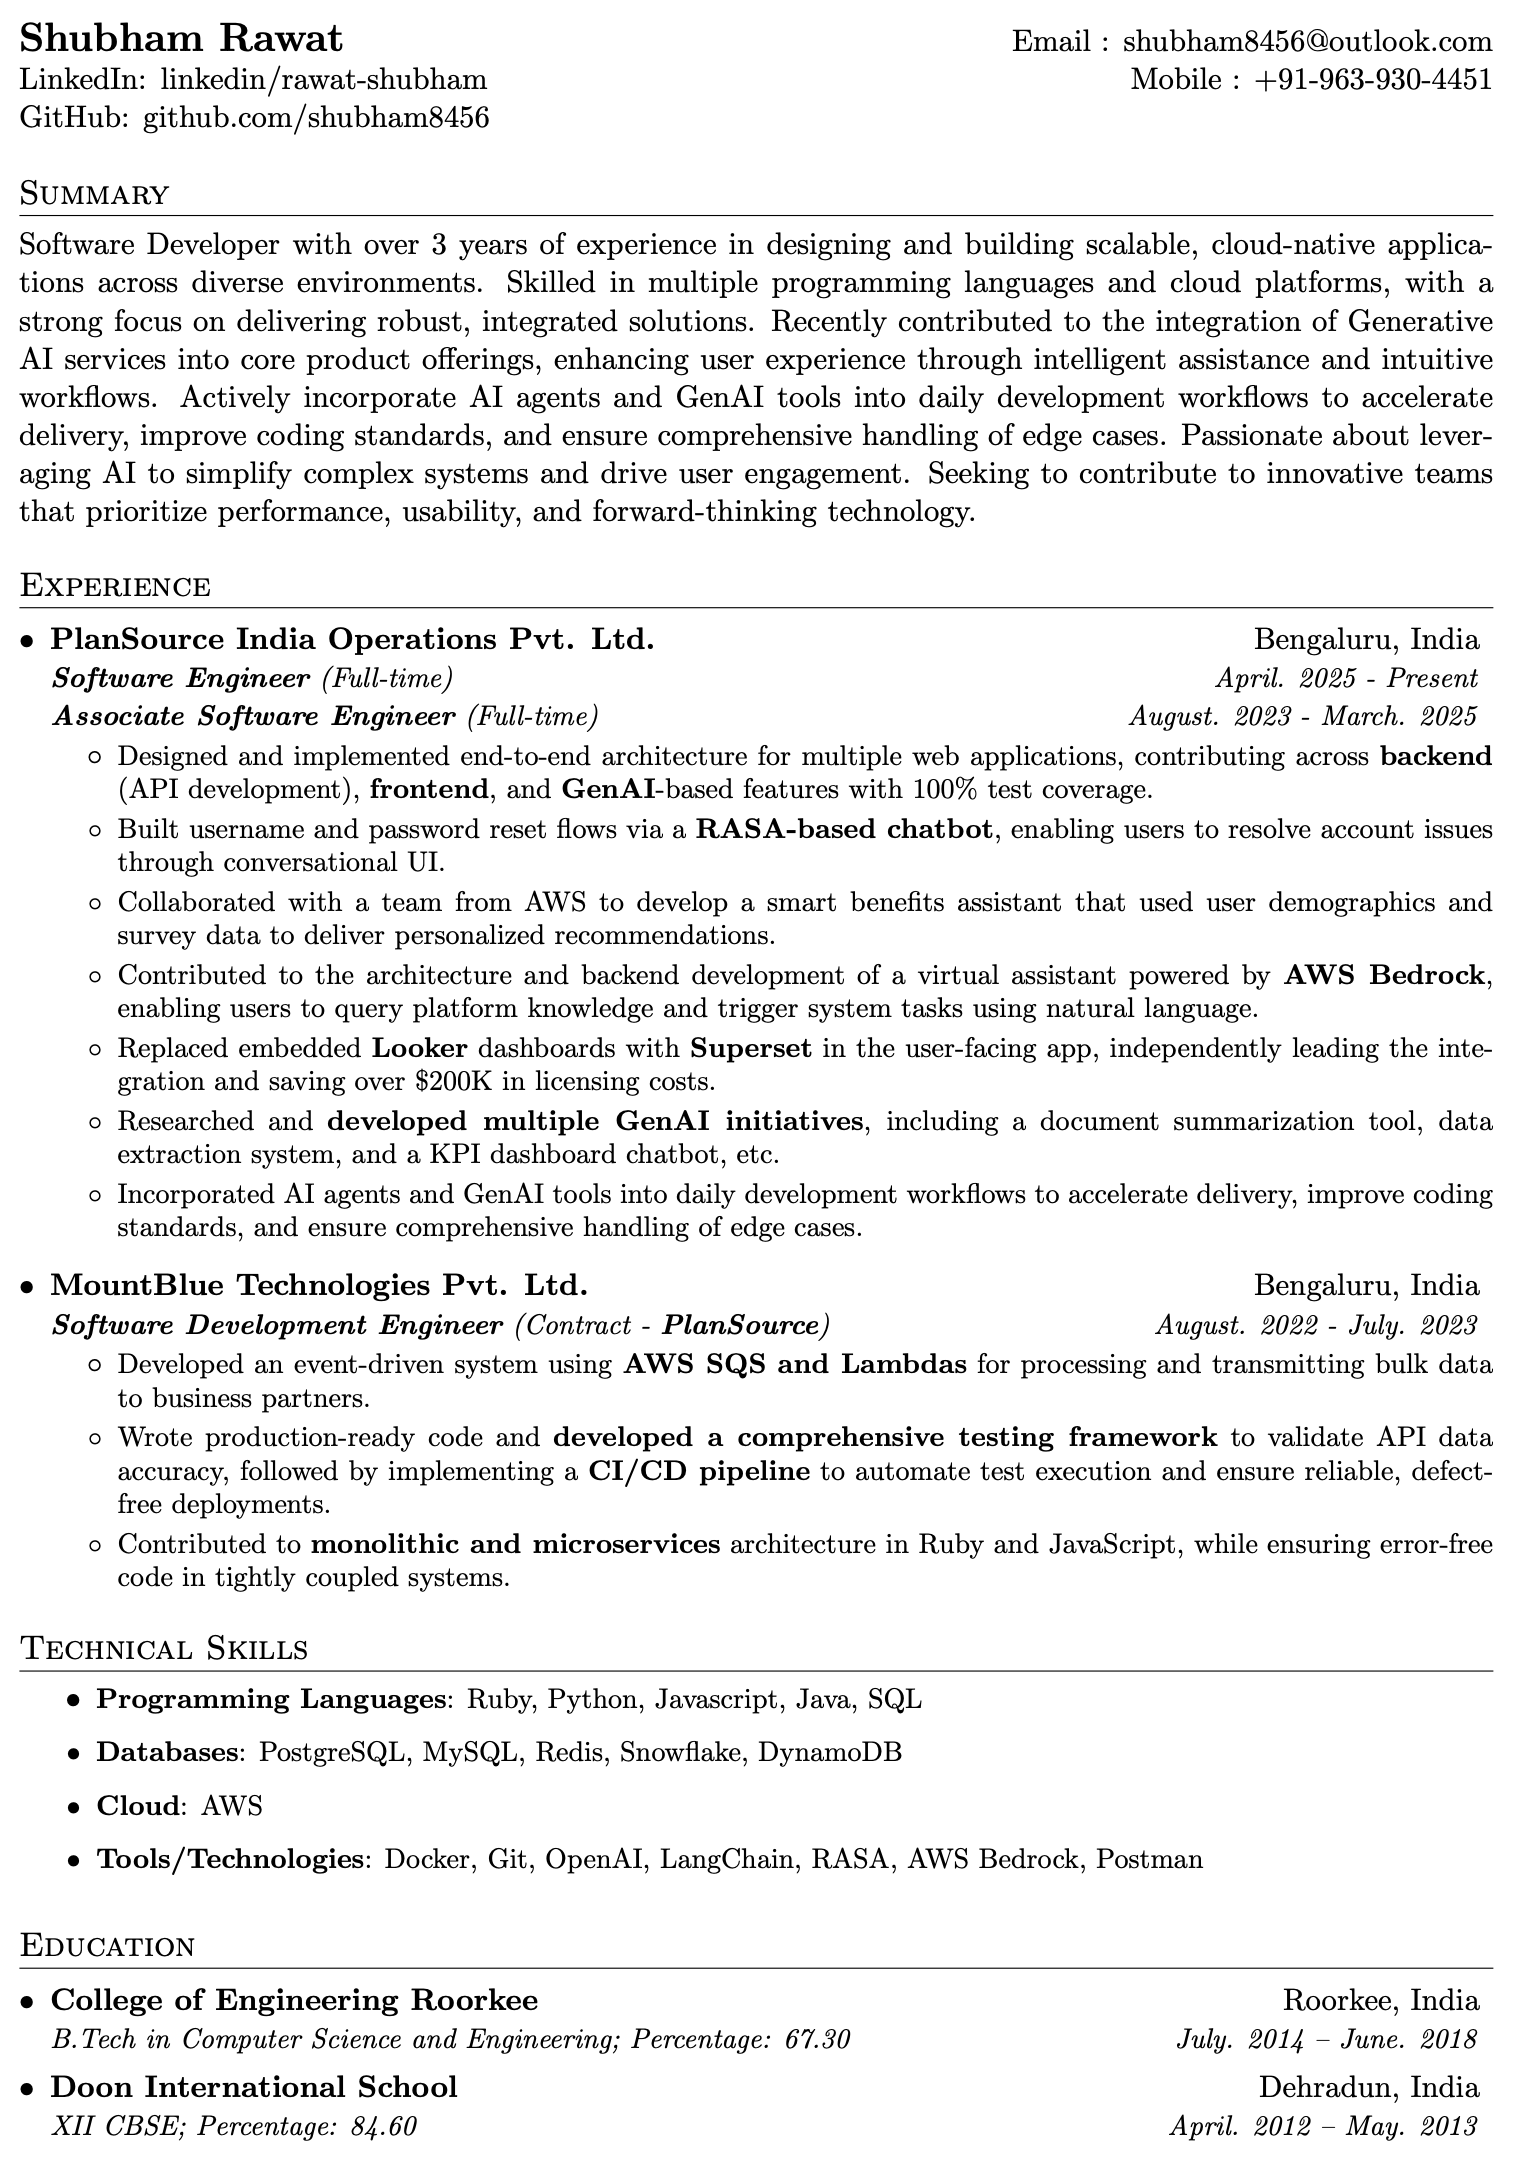 Shubham Rawat
Email : shubham8456@outlook.com
LinkedIn: linkedin/rawat-shubham
Mobile : +91-963-930-4451
GitHub: github.com/shubham8456
Summary
Software Developer with over 3 years of experience in designing and building scalable, cloud-native applica-
tions across diverse environments. Skilled in multiple programming languages and cloud platforms, with a
strong focus on delivering robust, integrated solutions. Recently contributed to the integration of Generative
AI services into core product offerings, enhancing user experience through intelligent assistance and intuitive
workflows. Actively incorporate AI agents and GenAI tools into daily development workflows to accelerate
delivery, improve coding standards, and ensure comprehensive handling of edge cases. Passionate about lever-
aging AI to simplify complex systems and drive user engagement. Seeking to contribute to innovative teams
that prioritize performance, usability, and forward-thinking technology.
Experience
• PlanSource India Operations Pvt. Ltd. Bengaluru, India
Software Engineer (Full-time) April. 2025 - Present
Associate Software Engineer (Full-time) August. 2023 - March. 2025
◦ Designed and implemented end-to-end architecture for multiple web applications, contributing across backend
(API development), frontend, and GenAI-based features with 100% test coverage.
◦ Built username and password reset flows via a RASA-based chatbot, enabling users to resolve account issues
through conversational UI.
◦ Collaborated with a team from AWS to develop a smart benefits assistant that used user demographics and
survey data to deliver personalized recommendations.
◦ Contributed to the architecture and backend development of a virtual assistant powered by AWS Bedrock,
enabling users to query platform knowledge and trigger system tasks using natural language.
◦ Replaced embedded Looker dashboards with Superset in the user-facing app, independently leading the inte-
gration and saving over $200K in licensing costs.
◦ Researched and developed multiple GenAI initiatives, including a document summarization tool, data
extraction system, and a KPI dashboard chatbot, etc.
◦ Incorporated AI agents and GenAI tools into daily development workflows to accelerate delivery, improve coding
standards, and ensure comprehensive handling of edge cases.
• MountBlue Technologies Pvt. Ltd. Bengaluru, India
Software Development Engineer (Contract - PlanSource) August. 2022 - July. 2023
◦ Developed an event-driven system using AWS SQS and Lambdas for processing and transmitting bulk data
to business partners.
◦ Wrote production-ready code and developed a comprehensive testing framework to validate API data
accuracy, followed by implementing a CI/CD pipeline to automate test execution and ensure reliable, defect-
free deployments.
◦ Contributed to monolithic and microservices architecture in Ruby and JavaScript, while ensuring error-free
code in tightly coupled systems.
Technical Skills
• Programming Languages: Ruby, Python, Javascript, Java, SQL
• Databases: PostgreSQL, MySQL, Redis, Snowflake, DynamoDB
• Cloud: AWS
• Tools/Technologies: Docker, Git, OpenAI, LangChain, RASA, AWS Bedrock, Postman
Education
• College of Engineering Roorkee Roorkee, India
B.Tech in Computer Science and Engineering; Percentage: 67.30 July. 2014 – June. 2018
• Doon International School Dehradun, India
XII CBSE; Percentage: 84.60 April. 2012 – May. 2013